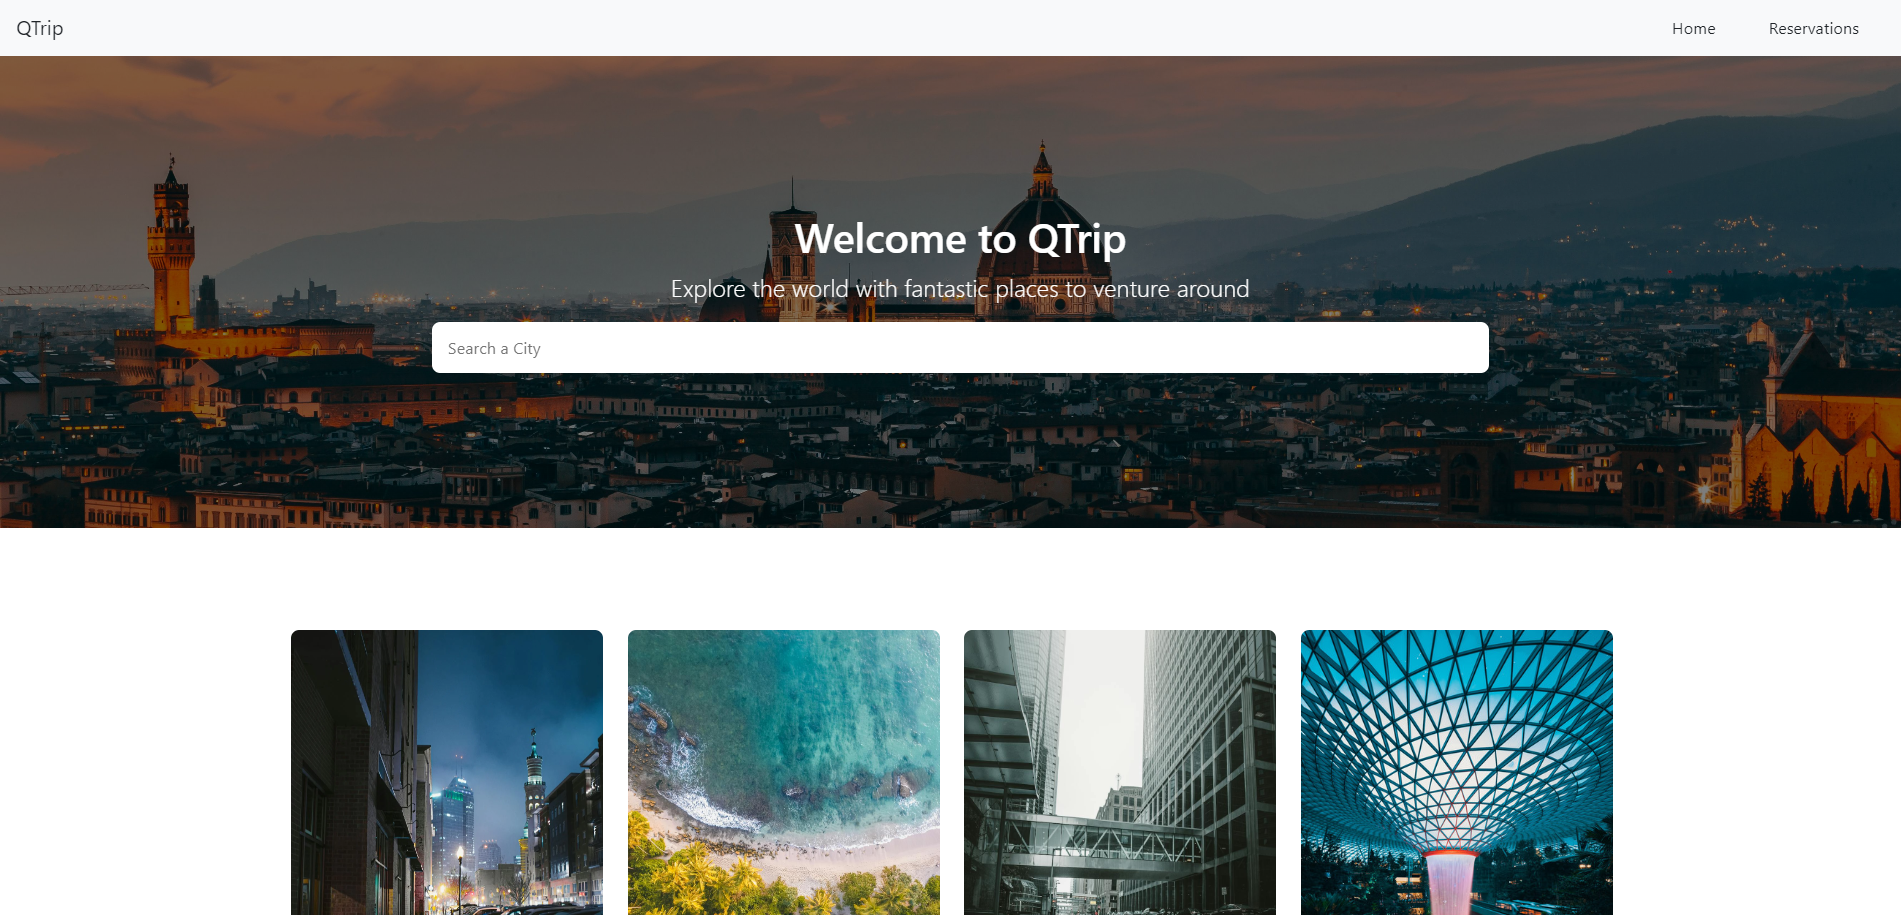 QTrip
Home
Reservations
Welcome to QTrip
Explore the world with fantastic places to venture around
Search a City